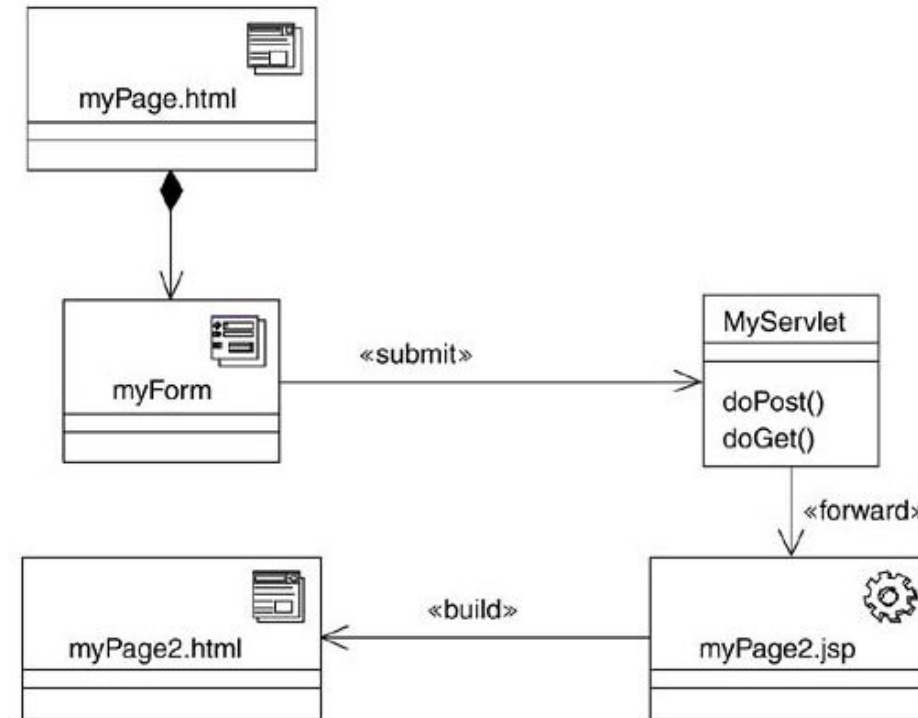 myPage.html
myForm
«submit»
MyServlet
doPost()
doGet()
«forward»
myPage2.html
«build»
myPage2.jsp